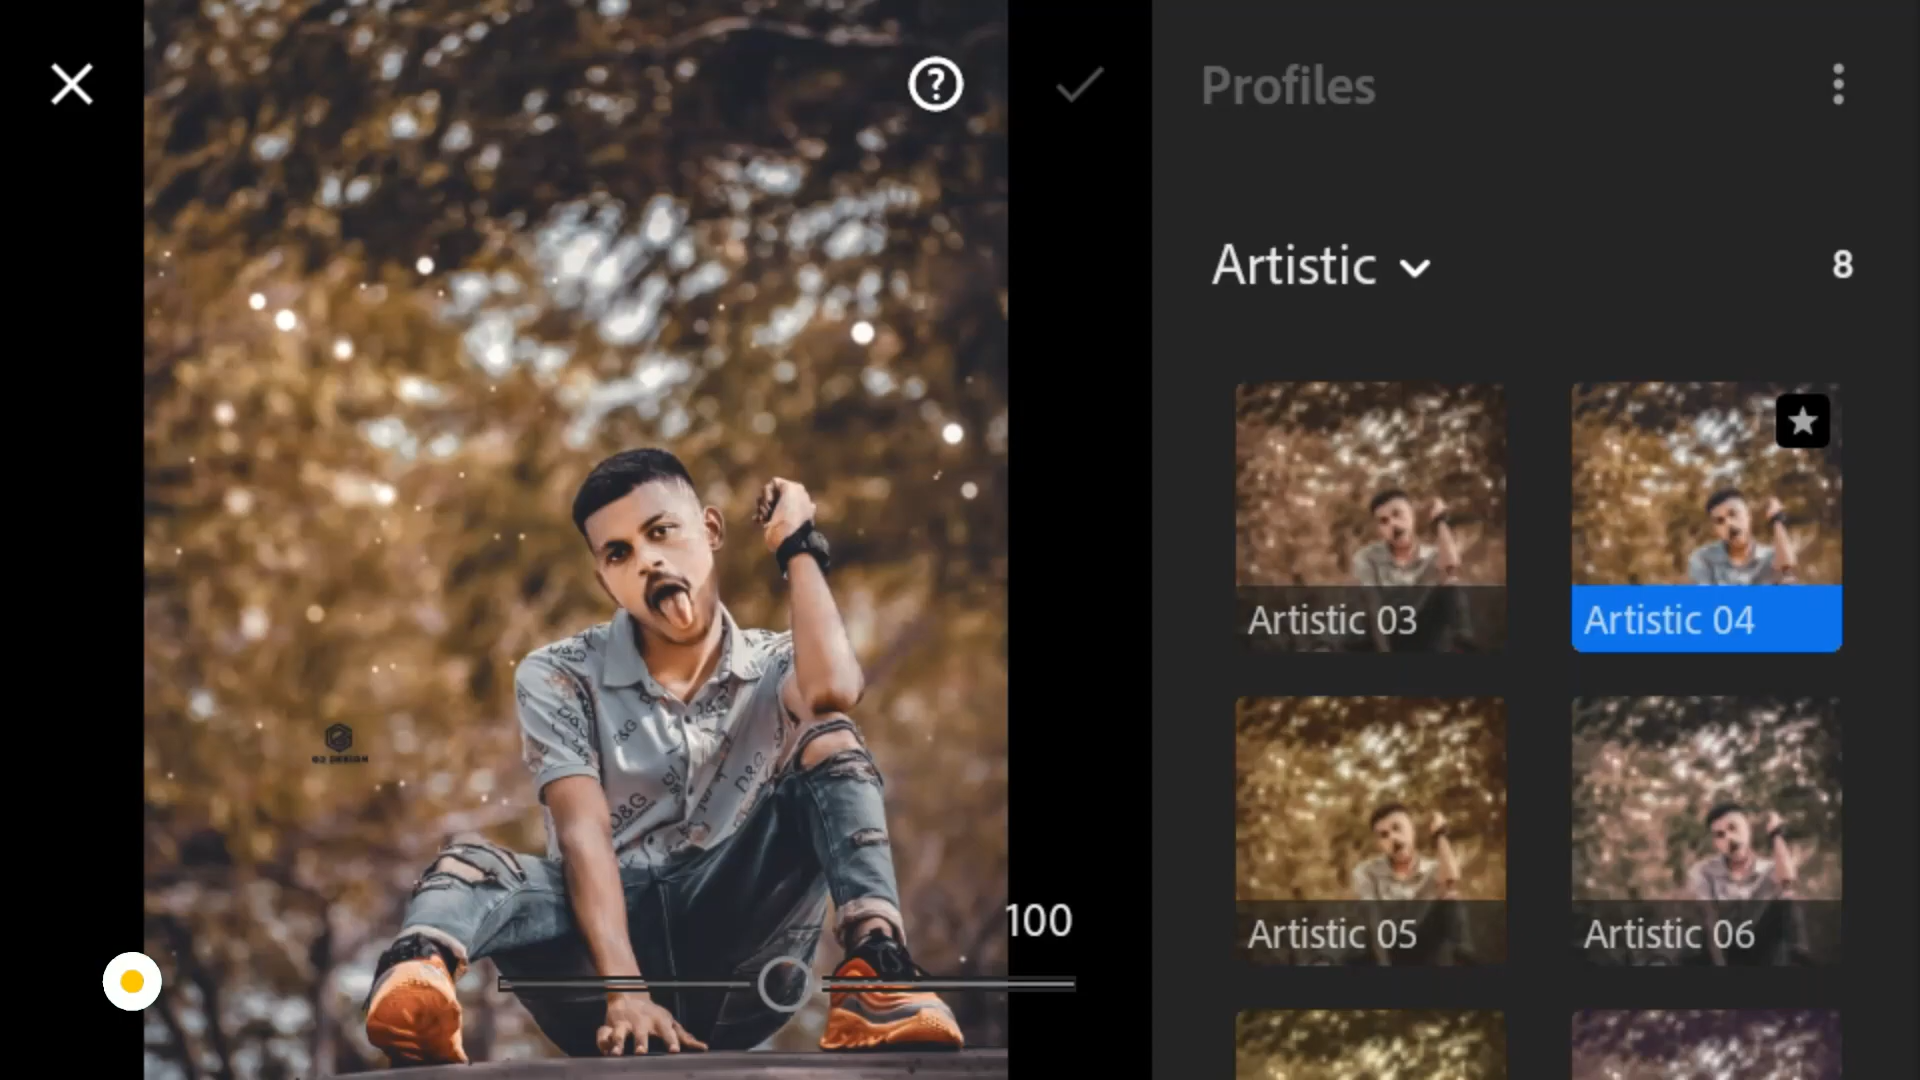 Profiles
Artistic
8
Artistic 03
Artistic 04
Artistic 05
Artistic 06
100
?
D&G
D&G
D&G